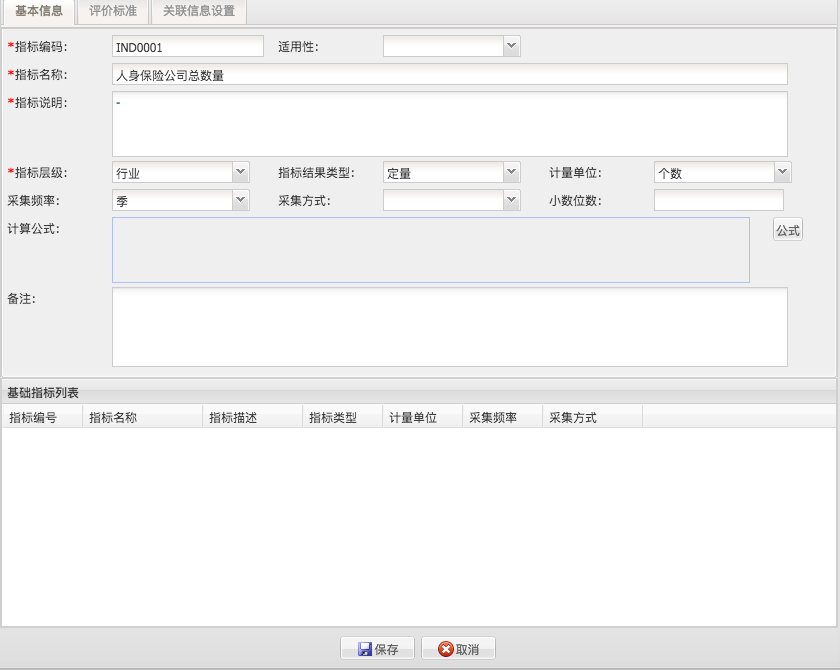 基本信息 评价标准 关联信息设置
*指标编码: IND0001 适用性:
*指标名称: 人身保险公司总数量
*指标说明: -
*指标层级: 行业 指标结果类型: 定量 计量单位: 个数
采集频率: 季 采集方式: 小数位数:
计算公式: 公式
备注:
基础指标列表
指标编号 指标名称 指标描述 指标类型 计量单位 采集频率 采集方式
保存 取消